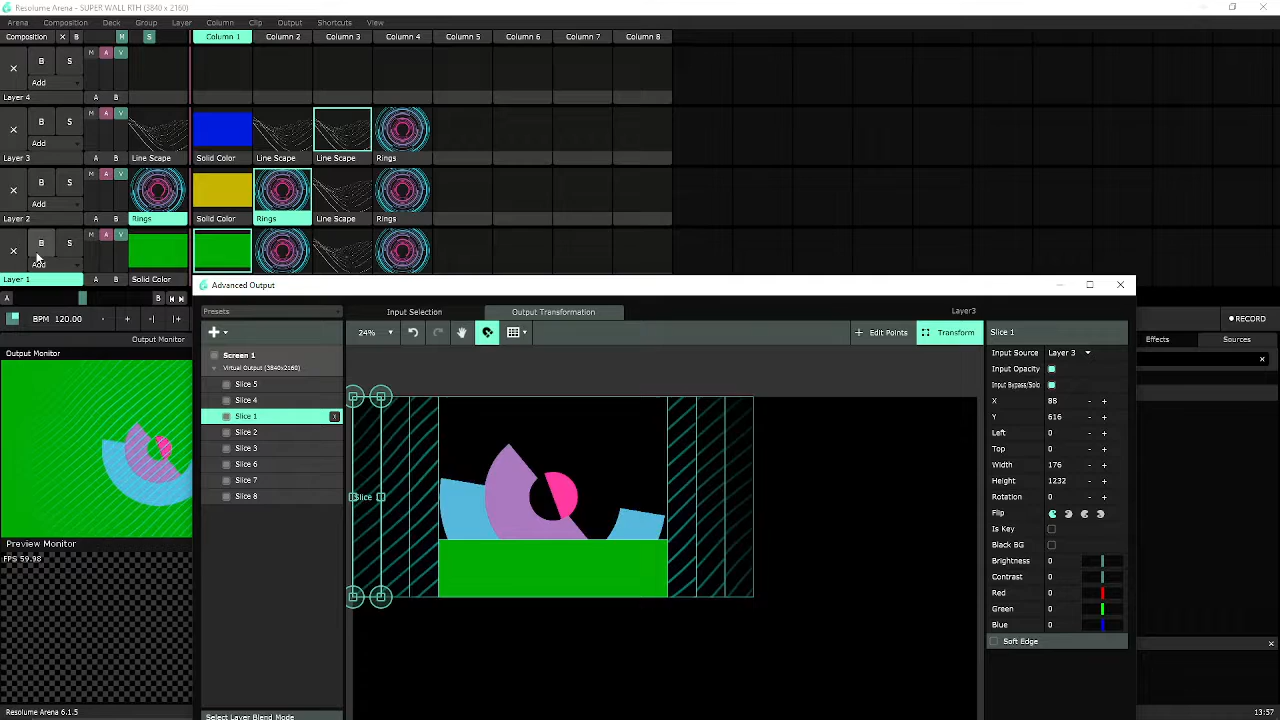 Resolume Arena - SUPER WALL RTH (3840 x 2160)
Arena Composition Deck Group Layer Column Clip Output Shortcuts View
Composition X B M S Column 1 Column 2 Column 3 Column 4 Column 5 Column 6 Column 7 Column 8
B S M A V
Add
Layer 4 A B
B S M A V
Add
Layer 3 A B Line Scape Solid Color Line Scape Line Scape Rings
B S M A V
Add
Layer 2 A B Rings Solid Color Rings Line Scape Rings
B S M A V
Add
Layer 1 A B Solid Color
Advanced Output
A B
Presets Input Selection Output Transformation Layer3
BPM 120.00 - + -| |+ RECORD
24% Edit Points Transform Slice 1
Output Monitor Effects Sources
Output Monitor
Screen 1
Virtual Output (3840x2160)
Slice 5
Slice 4
Slice 1
Slice 2
Slice 3
Slice 6
Slice 7
Slice 8
Slice
Input Source Layer 3
Input Opacity
Input Bypass/Solo
X 88 - +
Y 616 - +
Left 0 - +
Top 0 - +
Width 176 - +
Height 1232 - +
Rotation 0 - +
Flip
Is Key
Black BG
Brightness 0
Contrast 0
Red 0
Green 0
Blue 0
Soft Edge
Preview Monitor
FPS 59.98
Resolume Arena 6.1.5
Select Layer Blend Mode
13:57